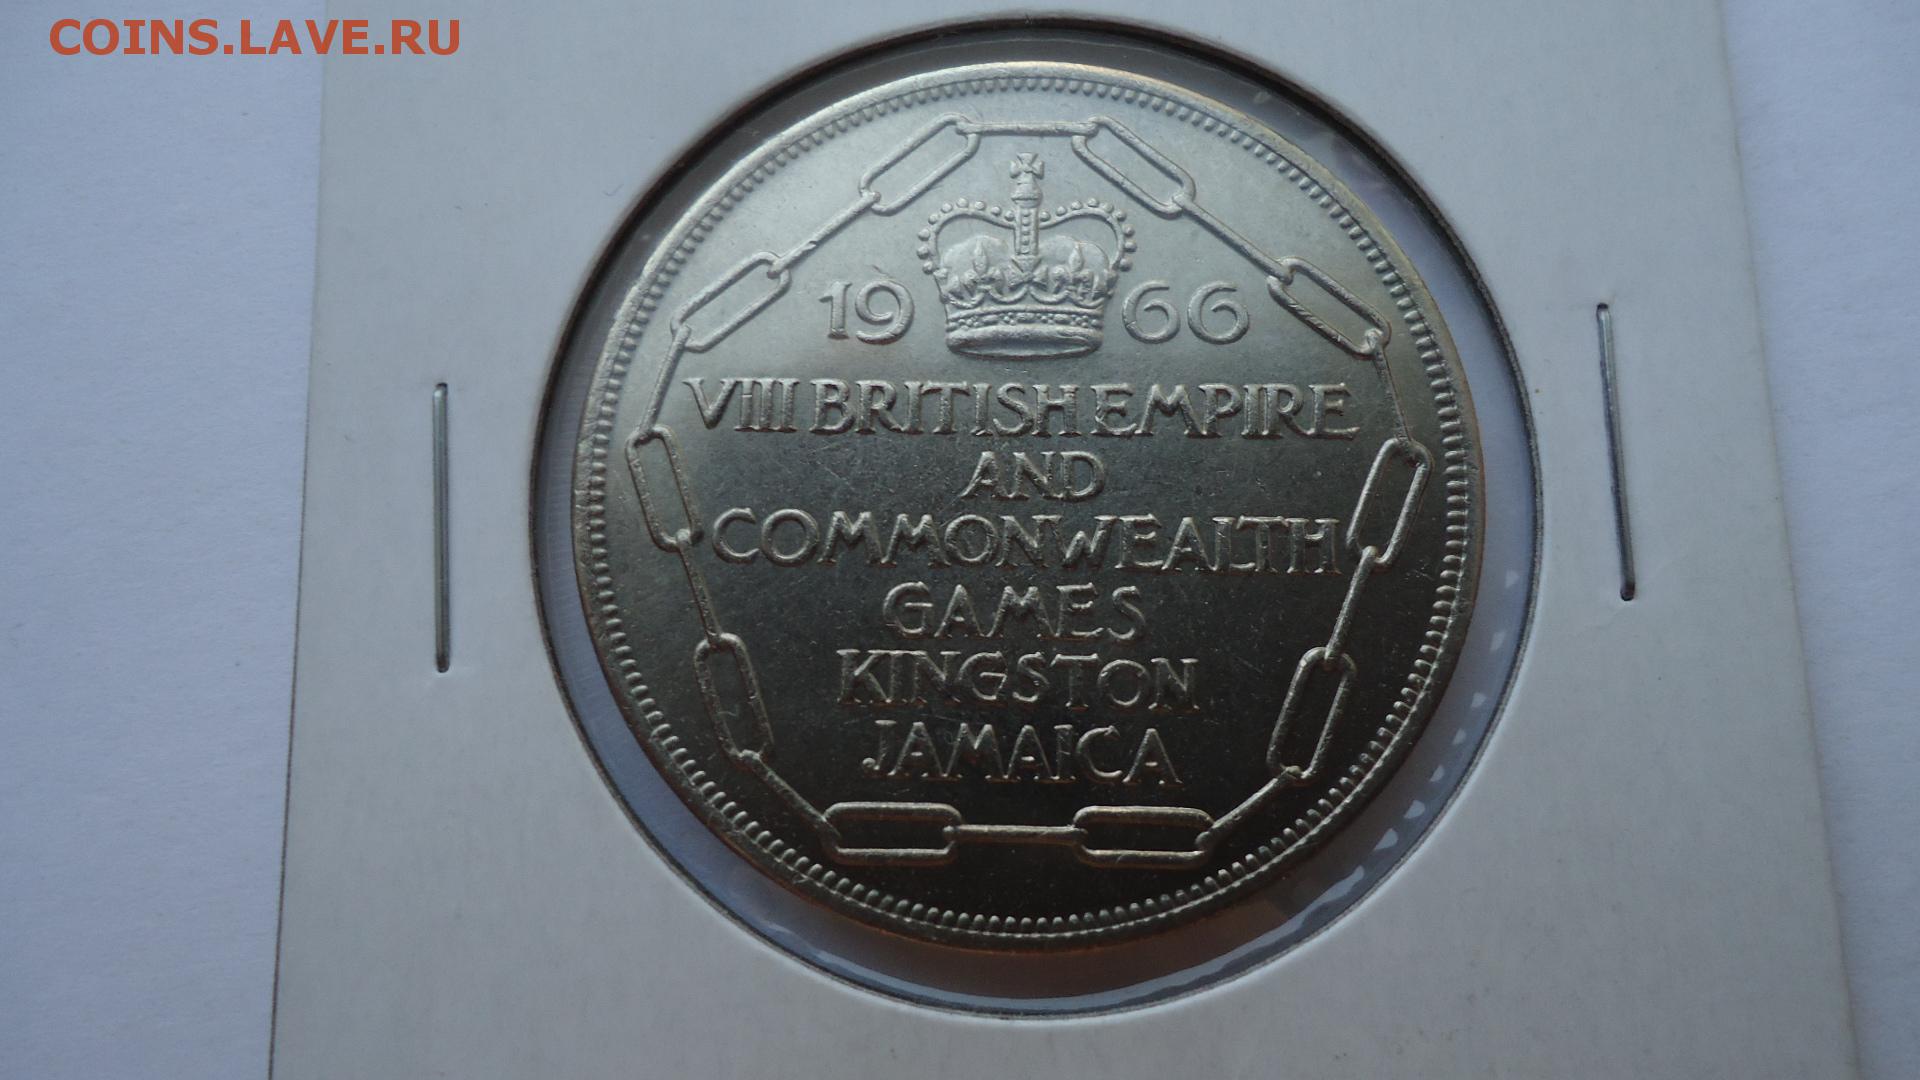 COINS.LAVE.RU
1966
VIII BRITISH EMPIRE
AND
COMMONWEALTH
GAMES
KINGSTON
JAMAICA